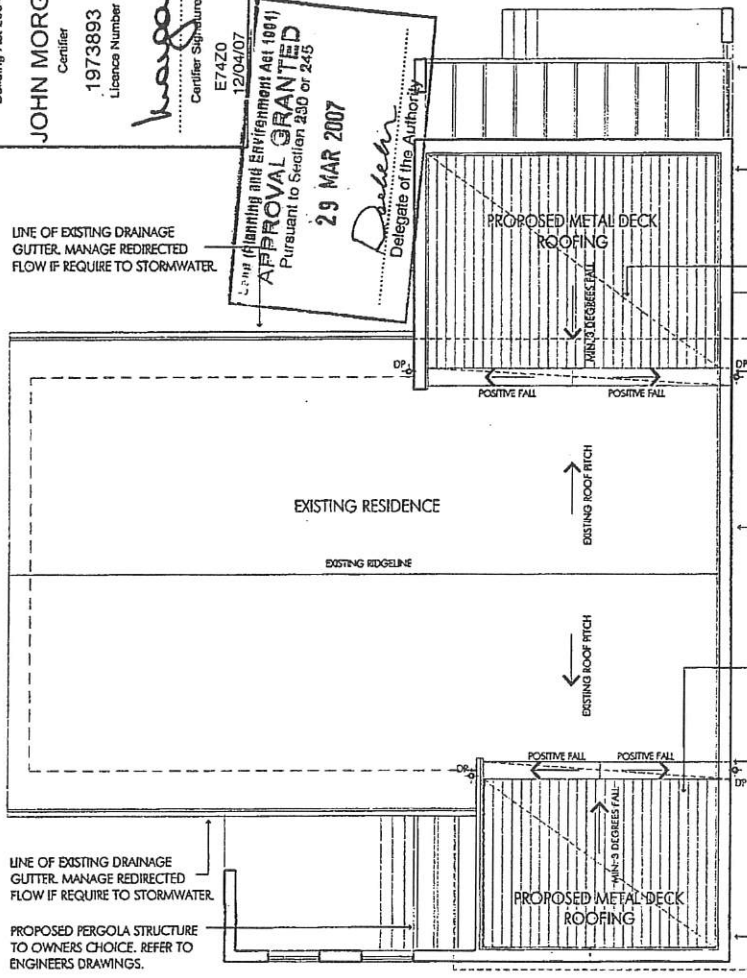 JOHN MORG
Certifier
1973893
Licence Number
Certifier Signature
E74Z0
12/04/07
Land (Planning and Environment Act 1991)
APPROVAL GRANTED
Pursuant to Section 230 or 245
29 MAR 2007
Delegate of the Authority
LINE OF EXISTING DRAINAGE
GUTTER. MANAGE REDIRECTED
FLOW IF REQUIRE TO STORMWATER.
PROPOSED METAL DECK
ROOFING
MIN. 3 DEGREES FALL
DP
POSITIVE FALL
POSITIVE FALL
EXISTING RESIDENCE
EXISTING ROOF PITCH
EXISTING RIDGELINE
EXISTING ROOF PITCH
POSITIVE FALL
POSITIVE FALL
DP
DP
MIN. 3 DEGREES FALL
PROPOSED METAL DECK
ROOFING
LINE OF EXISTING DRAINAGE
GUTTER. MANAGE REDIRECTED
FLOW IF REQUIRE TO STORMWATER.
PROPOSED PERGOLA STRUCTURE
TO OWNERS CHOICE. REFER TO
ENGINEERS DRAWINGS.